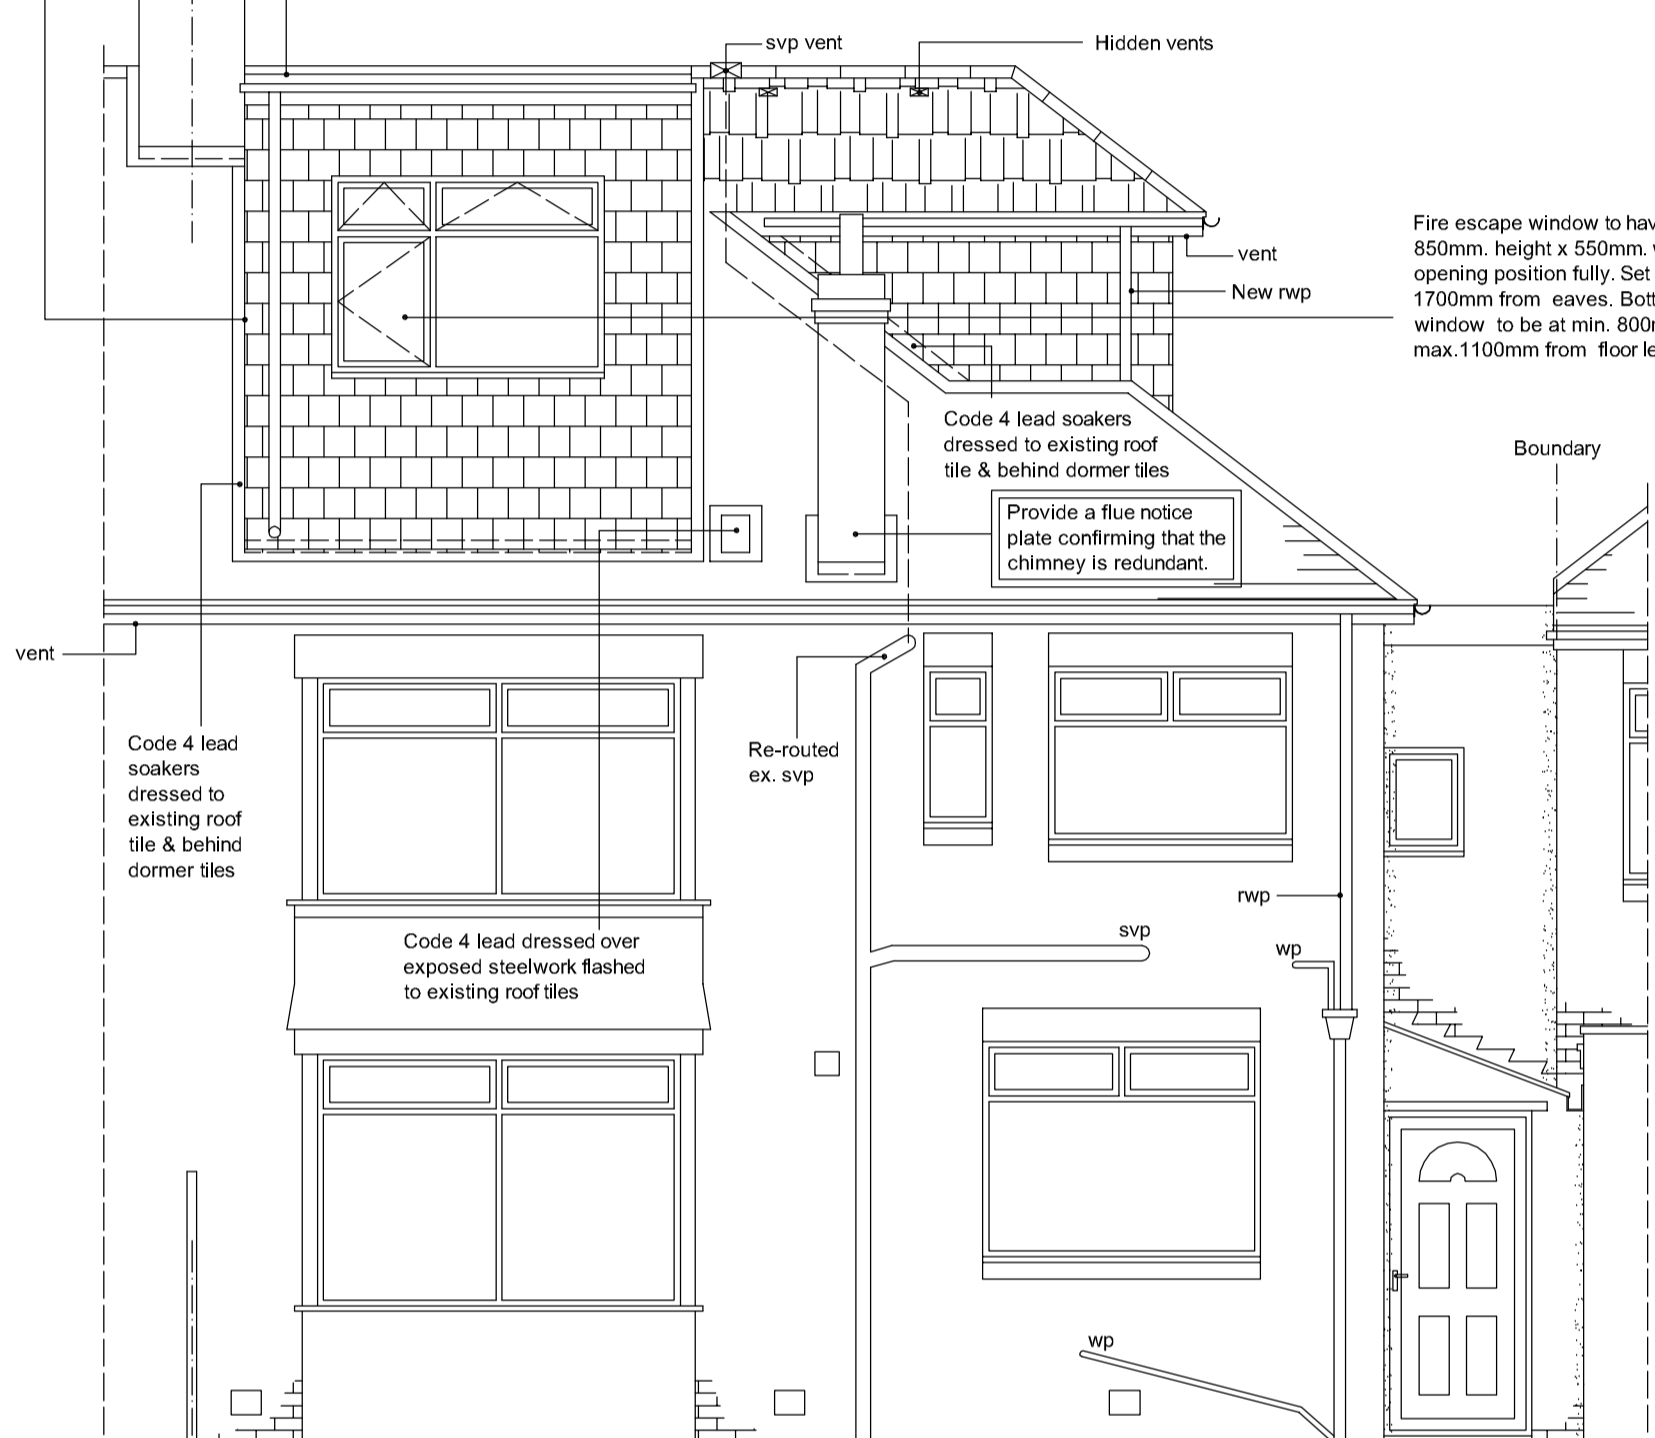 svp vent
Hidden vents
Fire escape window to
850mm. height x 550mm.
opening position fully. Set
1700mm from eaves.
window to be at min.
max.1100mm from floor
vent
New rwp
Code 4 lead soakers
dressed to existing roof
tile & behind dormer tiles
Boundary
Provide a flue notice
plate confirming that the
chimney is redundant.
vent
Code 4 lead
soakers
dressed to
existing roof
tile & behind
dormer tiles
Re-routed
ex. svp
rwp
svp
wp
Code 4 lead dressed over
exposed steelwork flashed
to existing roof tiles
wp